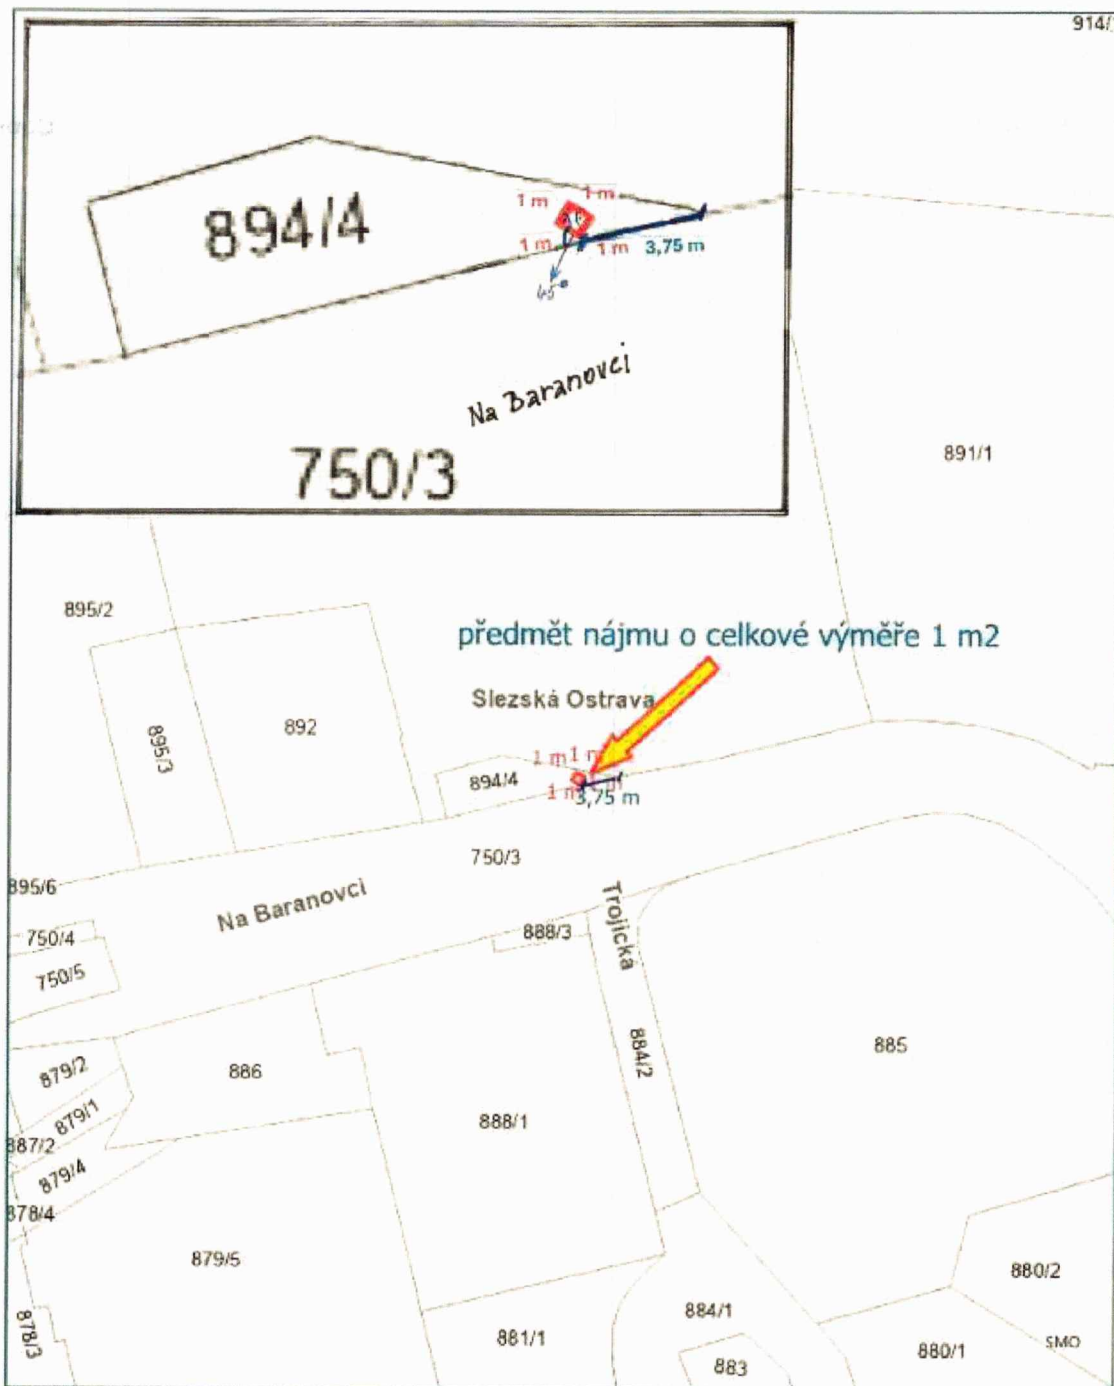 914/
894/4
1 m
1 m
1 m
1 m
3,75 m
45°
Na Baranovci
750/3
891/1
895/2
předmět nájmu o celkové výměře 1 m2
Slezská Ostrava
892
895/3
1 m
1
894/4
1
3,75 m
750/3
895/6
Na Baranovci
Trojická
750/4
888/3
750/5
884/2
885
879/2
886
879/1
888/1
887/2
879/4
878/4
879/5
880/2
884/1
878/3
881/1
880/1
SMO
883